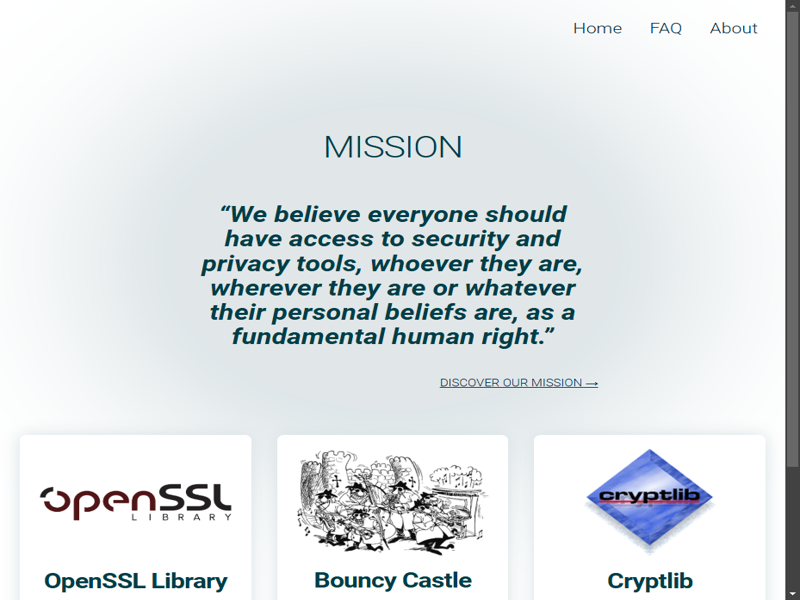 Home FAQ About
MISSION
“We believe everyone should
have access to security and
privacy tools, whoever they are,
wherever they are or whatever
their personal beliefs are, as a
fundamental human right.”
DISCOVER OUR MISSION →
openSSL
LIBRARY
cryptlib
OpenSSL Library
Bouncy Castle
Cryptlib